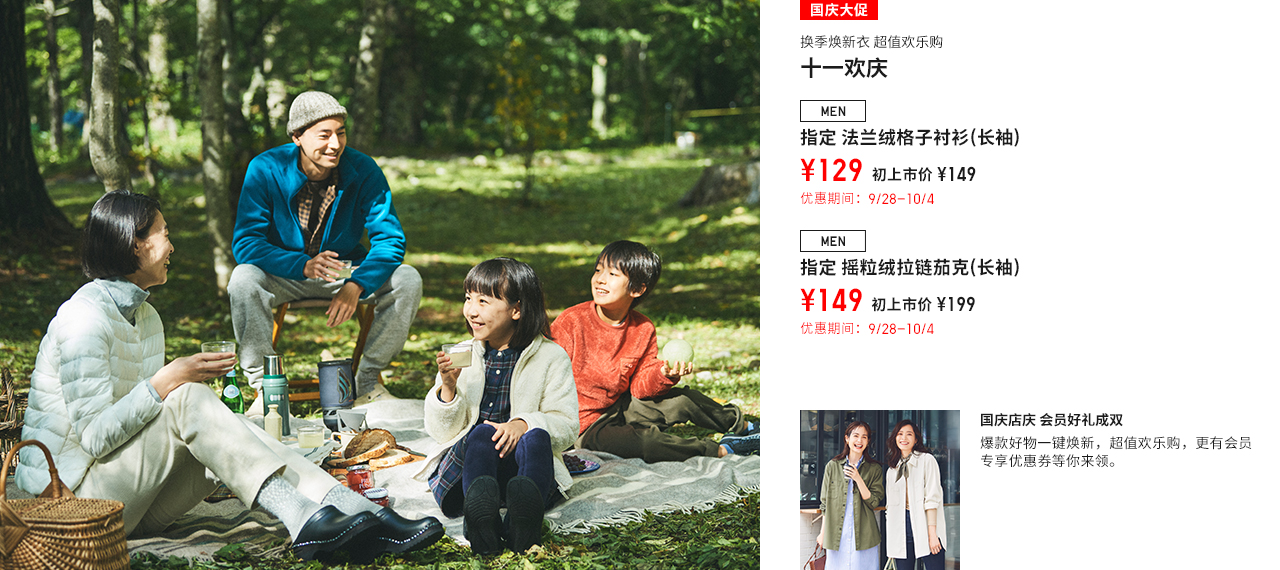 国庆大促
换季焕新衣 超值欢乐购
十一欢庆
MEN
指定 法兰绒格子衬衫(长袖)
¥129 初上市价 ¥149
优惠期间：9/28-10/4
MEN
指定 摇粒绒拉链茄克(长袖)
¥149 初上市价 ¥199
优惠期间：9/28-10/4
国庆店庆 会员好礼成双
爆款好物一键焕新，超值欢乐购，更有会员
专享优惠券等你来领。